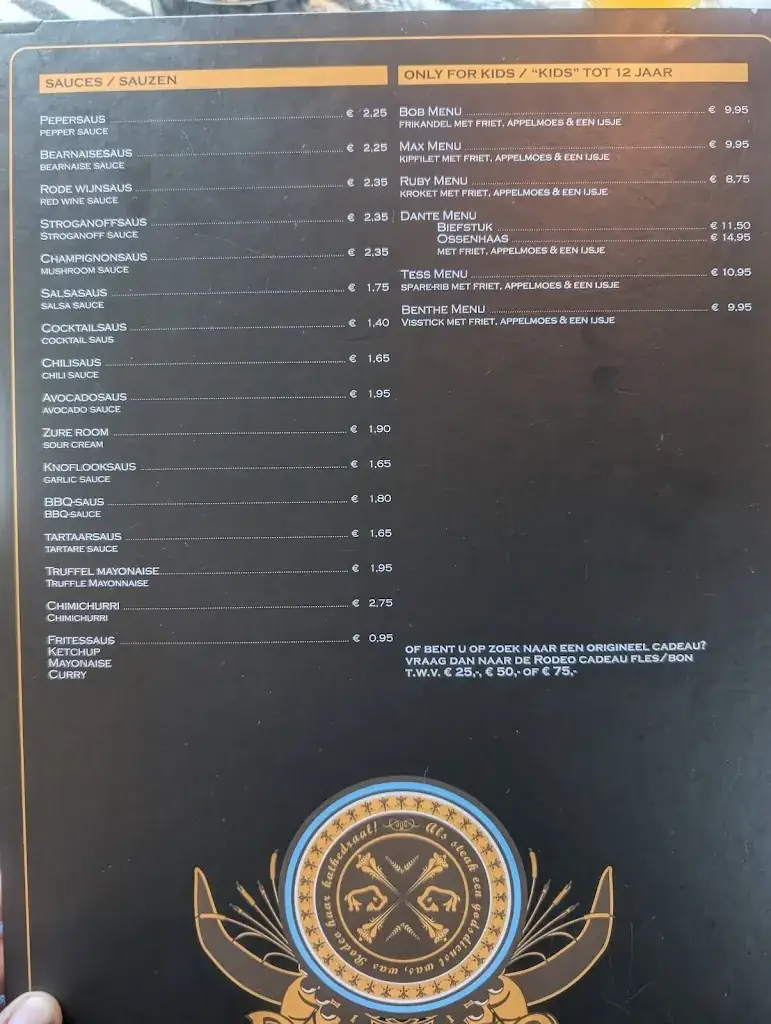 SAUCES / SAUZEN
PEPERSAUS € 2,25
PEPPER SAUCE
BEARNAISESAUS € 2,25
BEARNAISE SAUCE
RODE WIJNSAUS € 2,35
RED WINE SAUCE
STROGANOFFSAUS € 2,35
STROGANOFF SAUCE
CHAMPIGNONSAUS € 2,35
MUSHROOM SAUCE
SALSASAUS € 1,75
SALSA SAUCE
COCKTAILSAUS € 1,40
COCKTAIL SAUS
CHILISAUS € 1,65
CHILI SAUCE
AVOCADOSAUS € 1,95
AVOCADO SAUCE
ZURE ROOM € 1,90
SOUR CREAM
KNOFLOOKSAUS € 1,65
GARLIC SAUCE
BBQ-SAUS € 1,80
BBQ-SAUCE
TARTAARSAUS € 1,65
TARTARE SAUCE
TRUFFEL MAYONAISE € 1,95
TRUFFLE MAYONNAISE
CHIMICHURRI € 2,75
CHIMICHURRI
FRITESSAUS € 0,95
KETCHUP
MAYONAISE
CURRY
ONLY FOR KIDS / "KIDS" TOT 12 JAAR
BOB MENU € 9,95
FRIKANDEL MET FRIET, APPELMOES & EEN IJSJE
MAX MENU € 9,95
KIPFILET MET FRIET, APPELMOES & EEN IJSJE
RUBY MENU € 8,75
KROKET MET FRIET, APPELMOES & EEN IJSJE
DANTE MENU
BIEFSTUK € 11,50
OSSENHAAS € 14,95
MET FRIET, APPELMOES & EEN IJSJE
TESS MENU € 10,95
SPARE-RIB MET FRIET, APPELMOES & EEN IJSJE
BENTHE MENU € 9,95
VISSTICK MET FRIET, APPELMOES & EEN IJSJE
OF BENT U OP ZOEK NAAR EEN ORIGINEEL CADEAU?
VRAAG DAN NAAR DE RODEO CADEAU FLES/BON
T.W.V. € 25,-, € 50,- OF € 75,-
Als steak een godsdienst was, was Rodeo haar kathedraal!